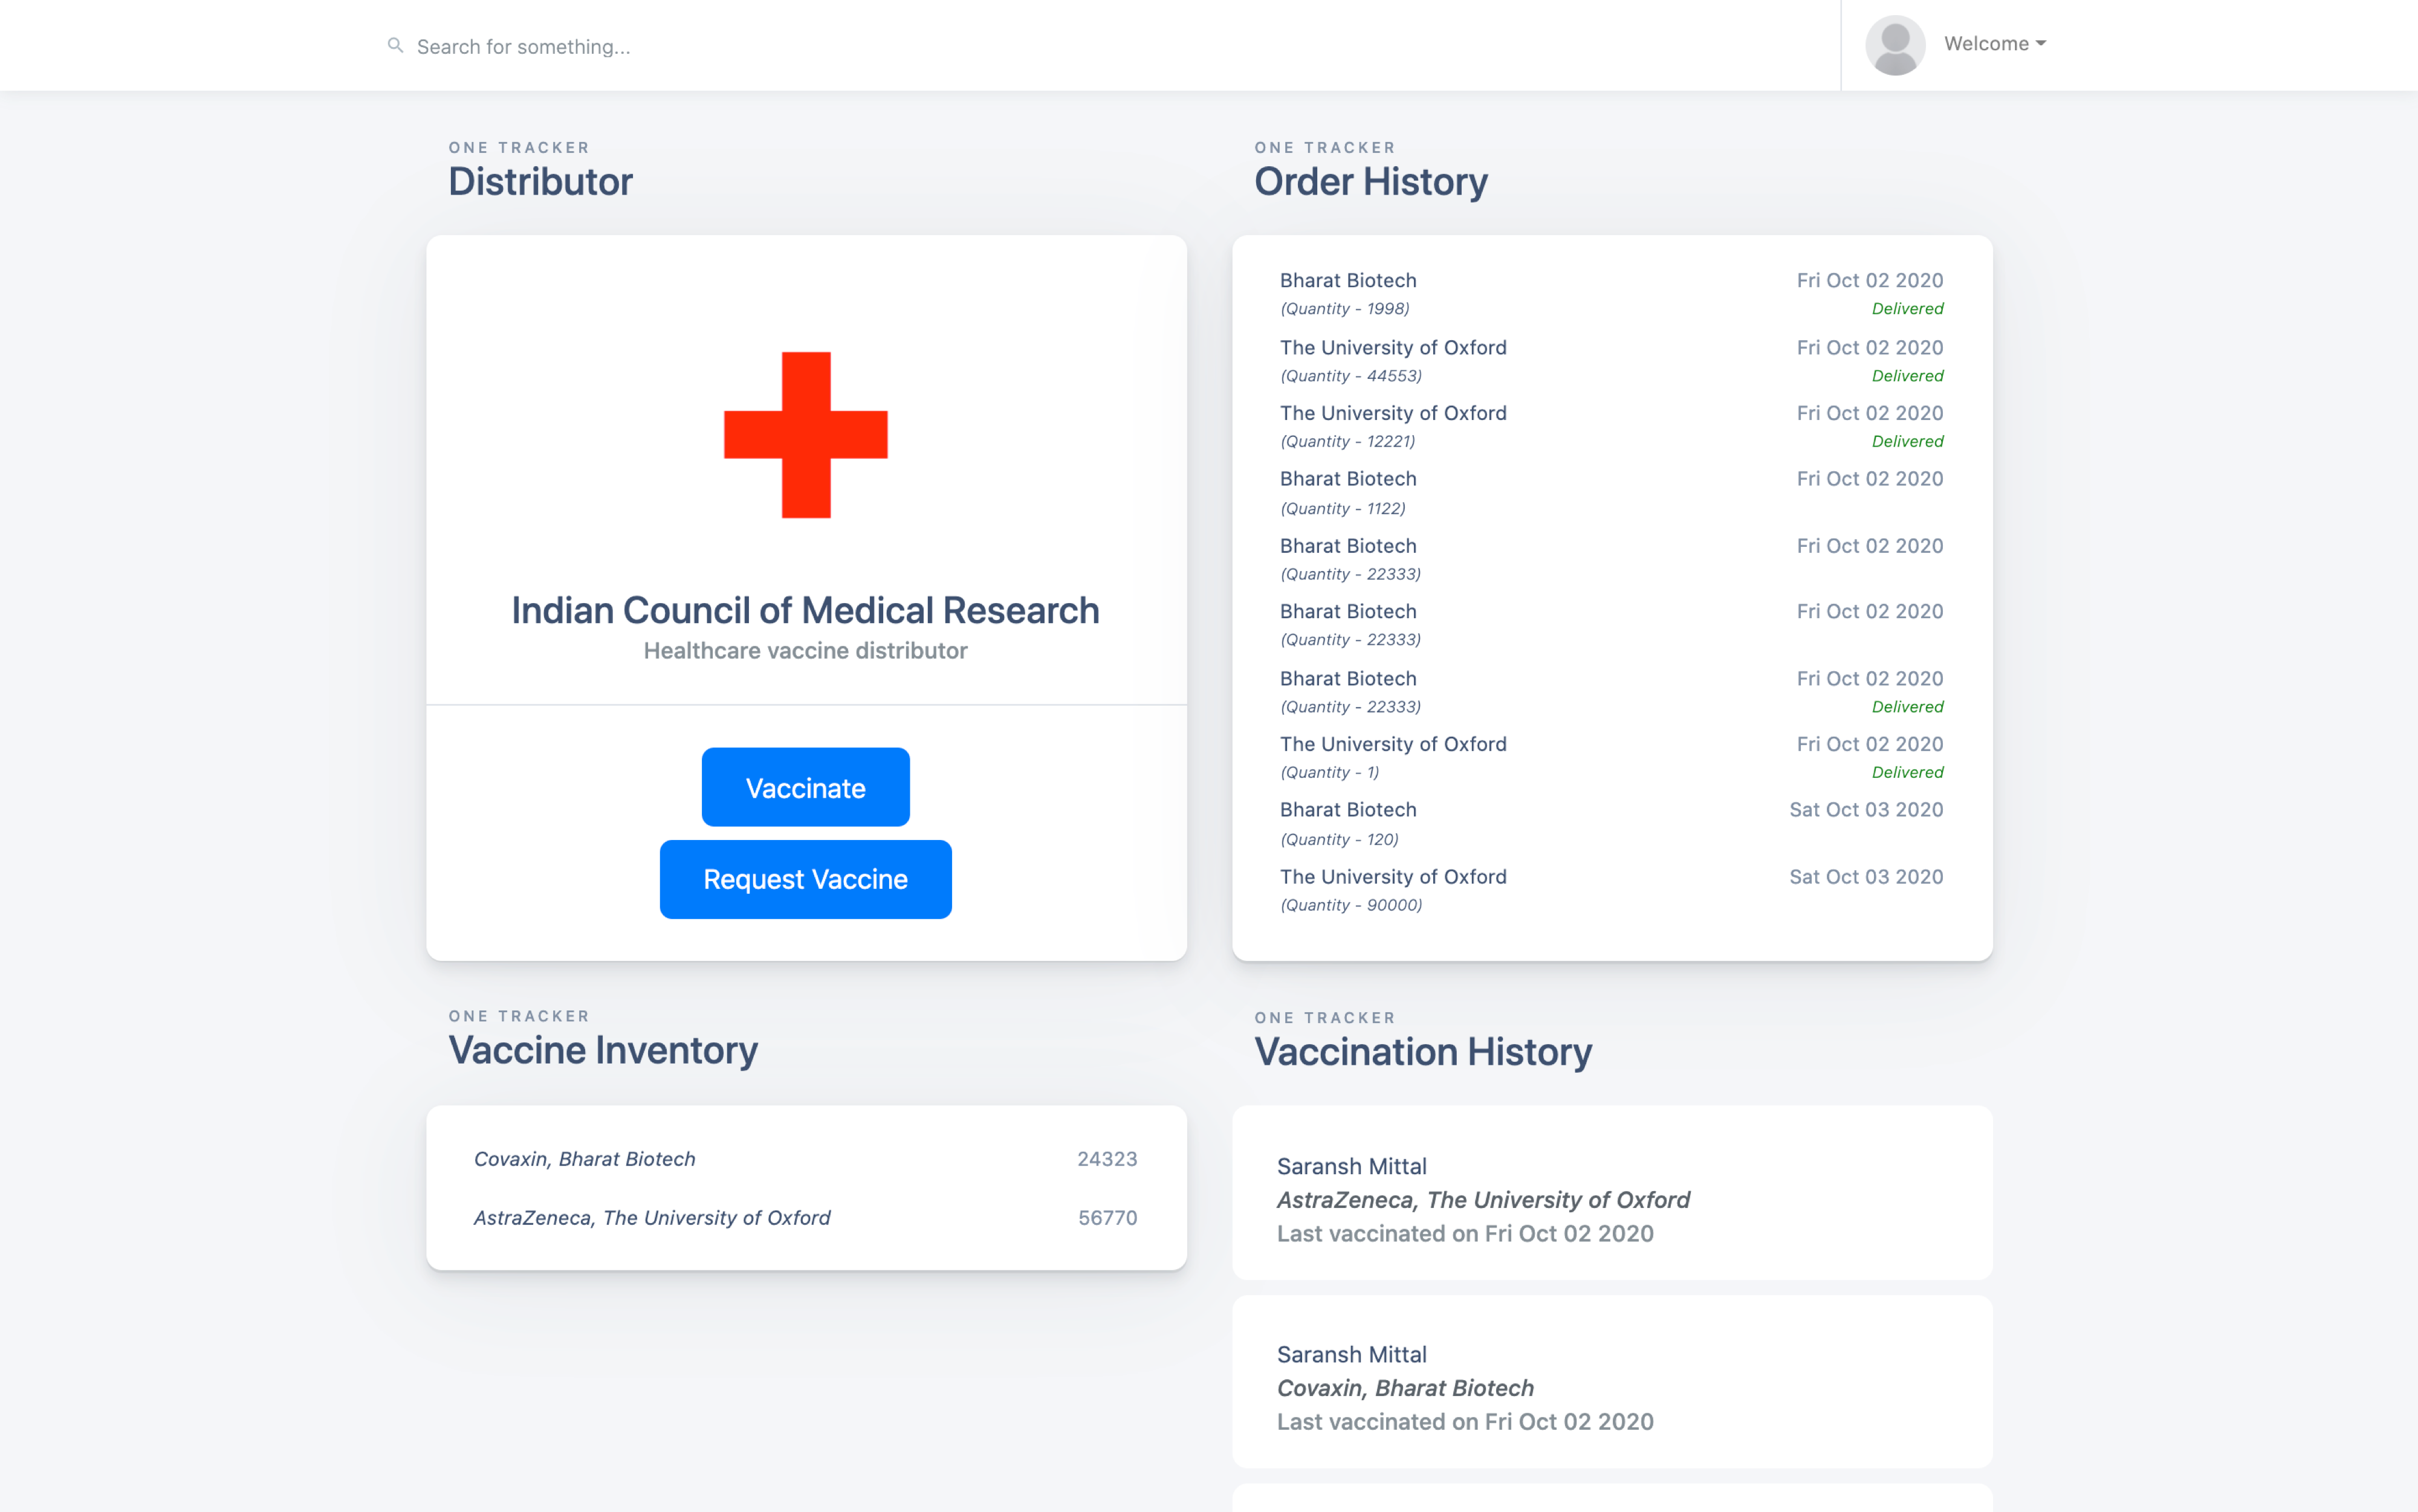 Search for something...
Welcome
ONE TRACKER
Distributor
Indian Council of Medical Research
Healthcare vaccine distributor
Vaccinate
Request Vaccine
ONE TRACKER
Order History
Bharat Biotech Fri Oct 02 2020
(Quantity - 1998) Delivered
The University of Oxford Fri Oct 02 2020
(Quantity - 44553) Delivered
The University of Oxford Fri Oct 02 2020
(Quantity - 12221) Delivered
Bharat Biotech Fri Oct 02 2020
(Quantity - 1122)
Bharat Biotech Fri Oct 02 2020
(Quantity - 22333)
Bharat Biotech Fri Oct 02 2020
(Quantity - 22333)
Bharat Biotech Fri Oct 02 2020
(Quantity - 22333) Delivered
The University of Oxford Fri Oct 02 2020
(Quantity - 1) Delivered
Bharat Biotech Sat Oct 03 2020
(Quantity - 120)
The University of Oxford Sat Oct 03 2020
(Quantity - 90000)
ONE TRACKER
Vaccine Inventory
Covaxin, Bharat Biotech 24323
AstraZeneca, The University of Oxford 56770
ONE TRACKER
Vaccination History
Saransh Mittal
AstraZeneca, The University of Oxford
Last vaccinated on Fri Oct 02 2020
Saransh Mittal
Covaxin, Bharat Biotech
Last vaccinated on Fri Oct 02 2020